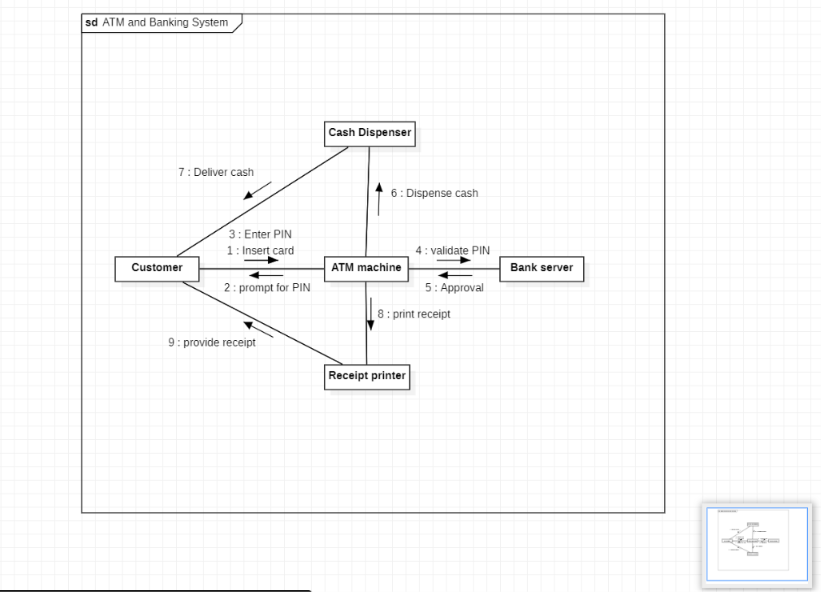 sd ATM and Banking System
Cash Dispenser
7 : Deliver cash
6 : Dispense cash
3 : Enter PIN
1 : Insert card
4 : validate PIN
Customer
ATM machine
Bank server
2 : prompt for PIN
5 : Approval
8 : print receipt
9 : provide receipt
Receipt printer